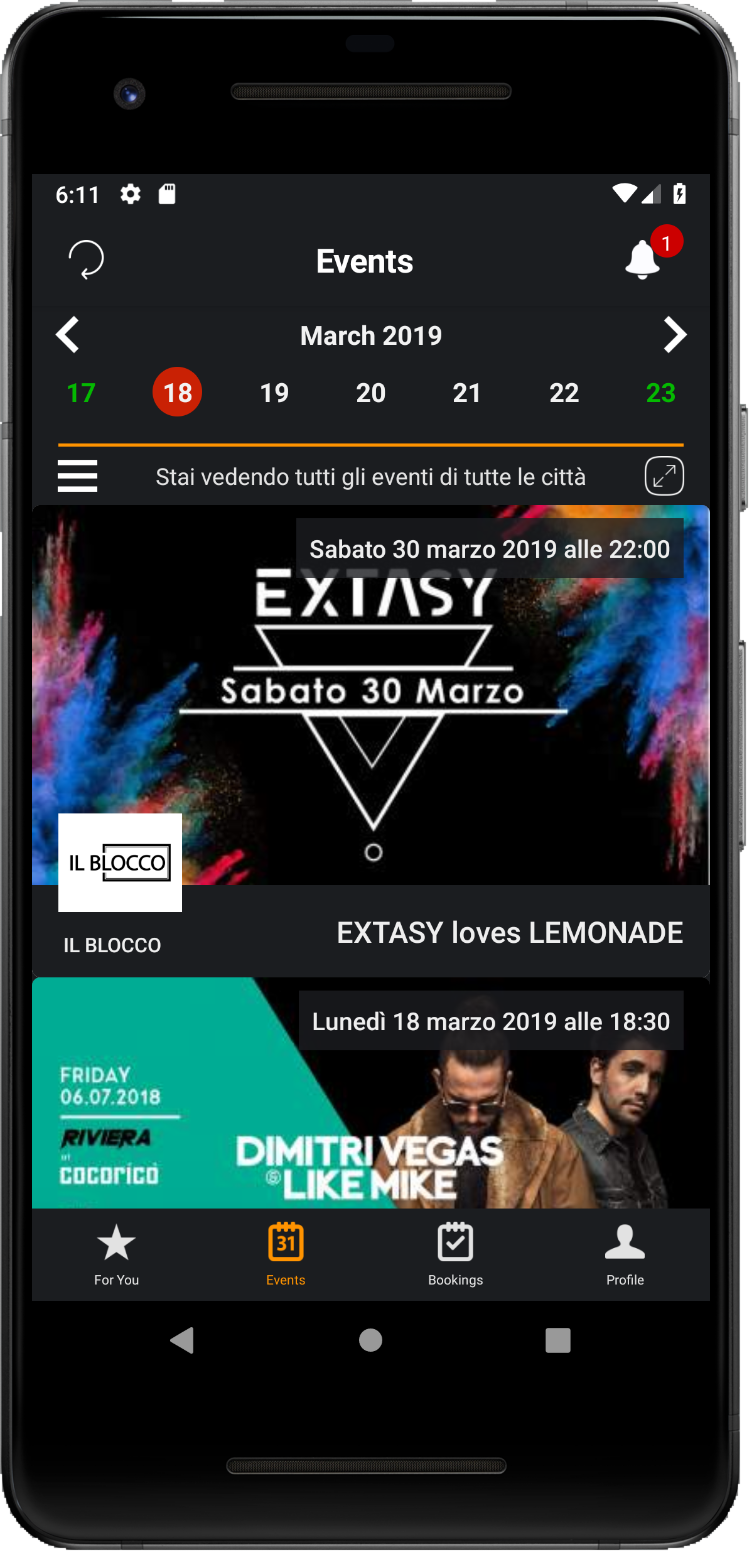 6:11
Events
1
March 2019
17 18 19 20 21 22 23
Stai vedendo tutti gli eventi di tutte le città
Sabato 30 marzo 2019 alle 22:00
EXTASY
Sabato 30 Marzo
IL BLOCCO
IL BLOCCO
EXTASY loves LEMONADE
Lunedì 18 marzo 2019 alle 18:30
FRIDAY
06.07.2018
RIVIERA
at
cocoricò
DIMITRI VEGAS
& LIKE MIKE
31
For You Events Bookings Profile